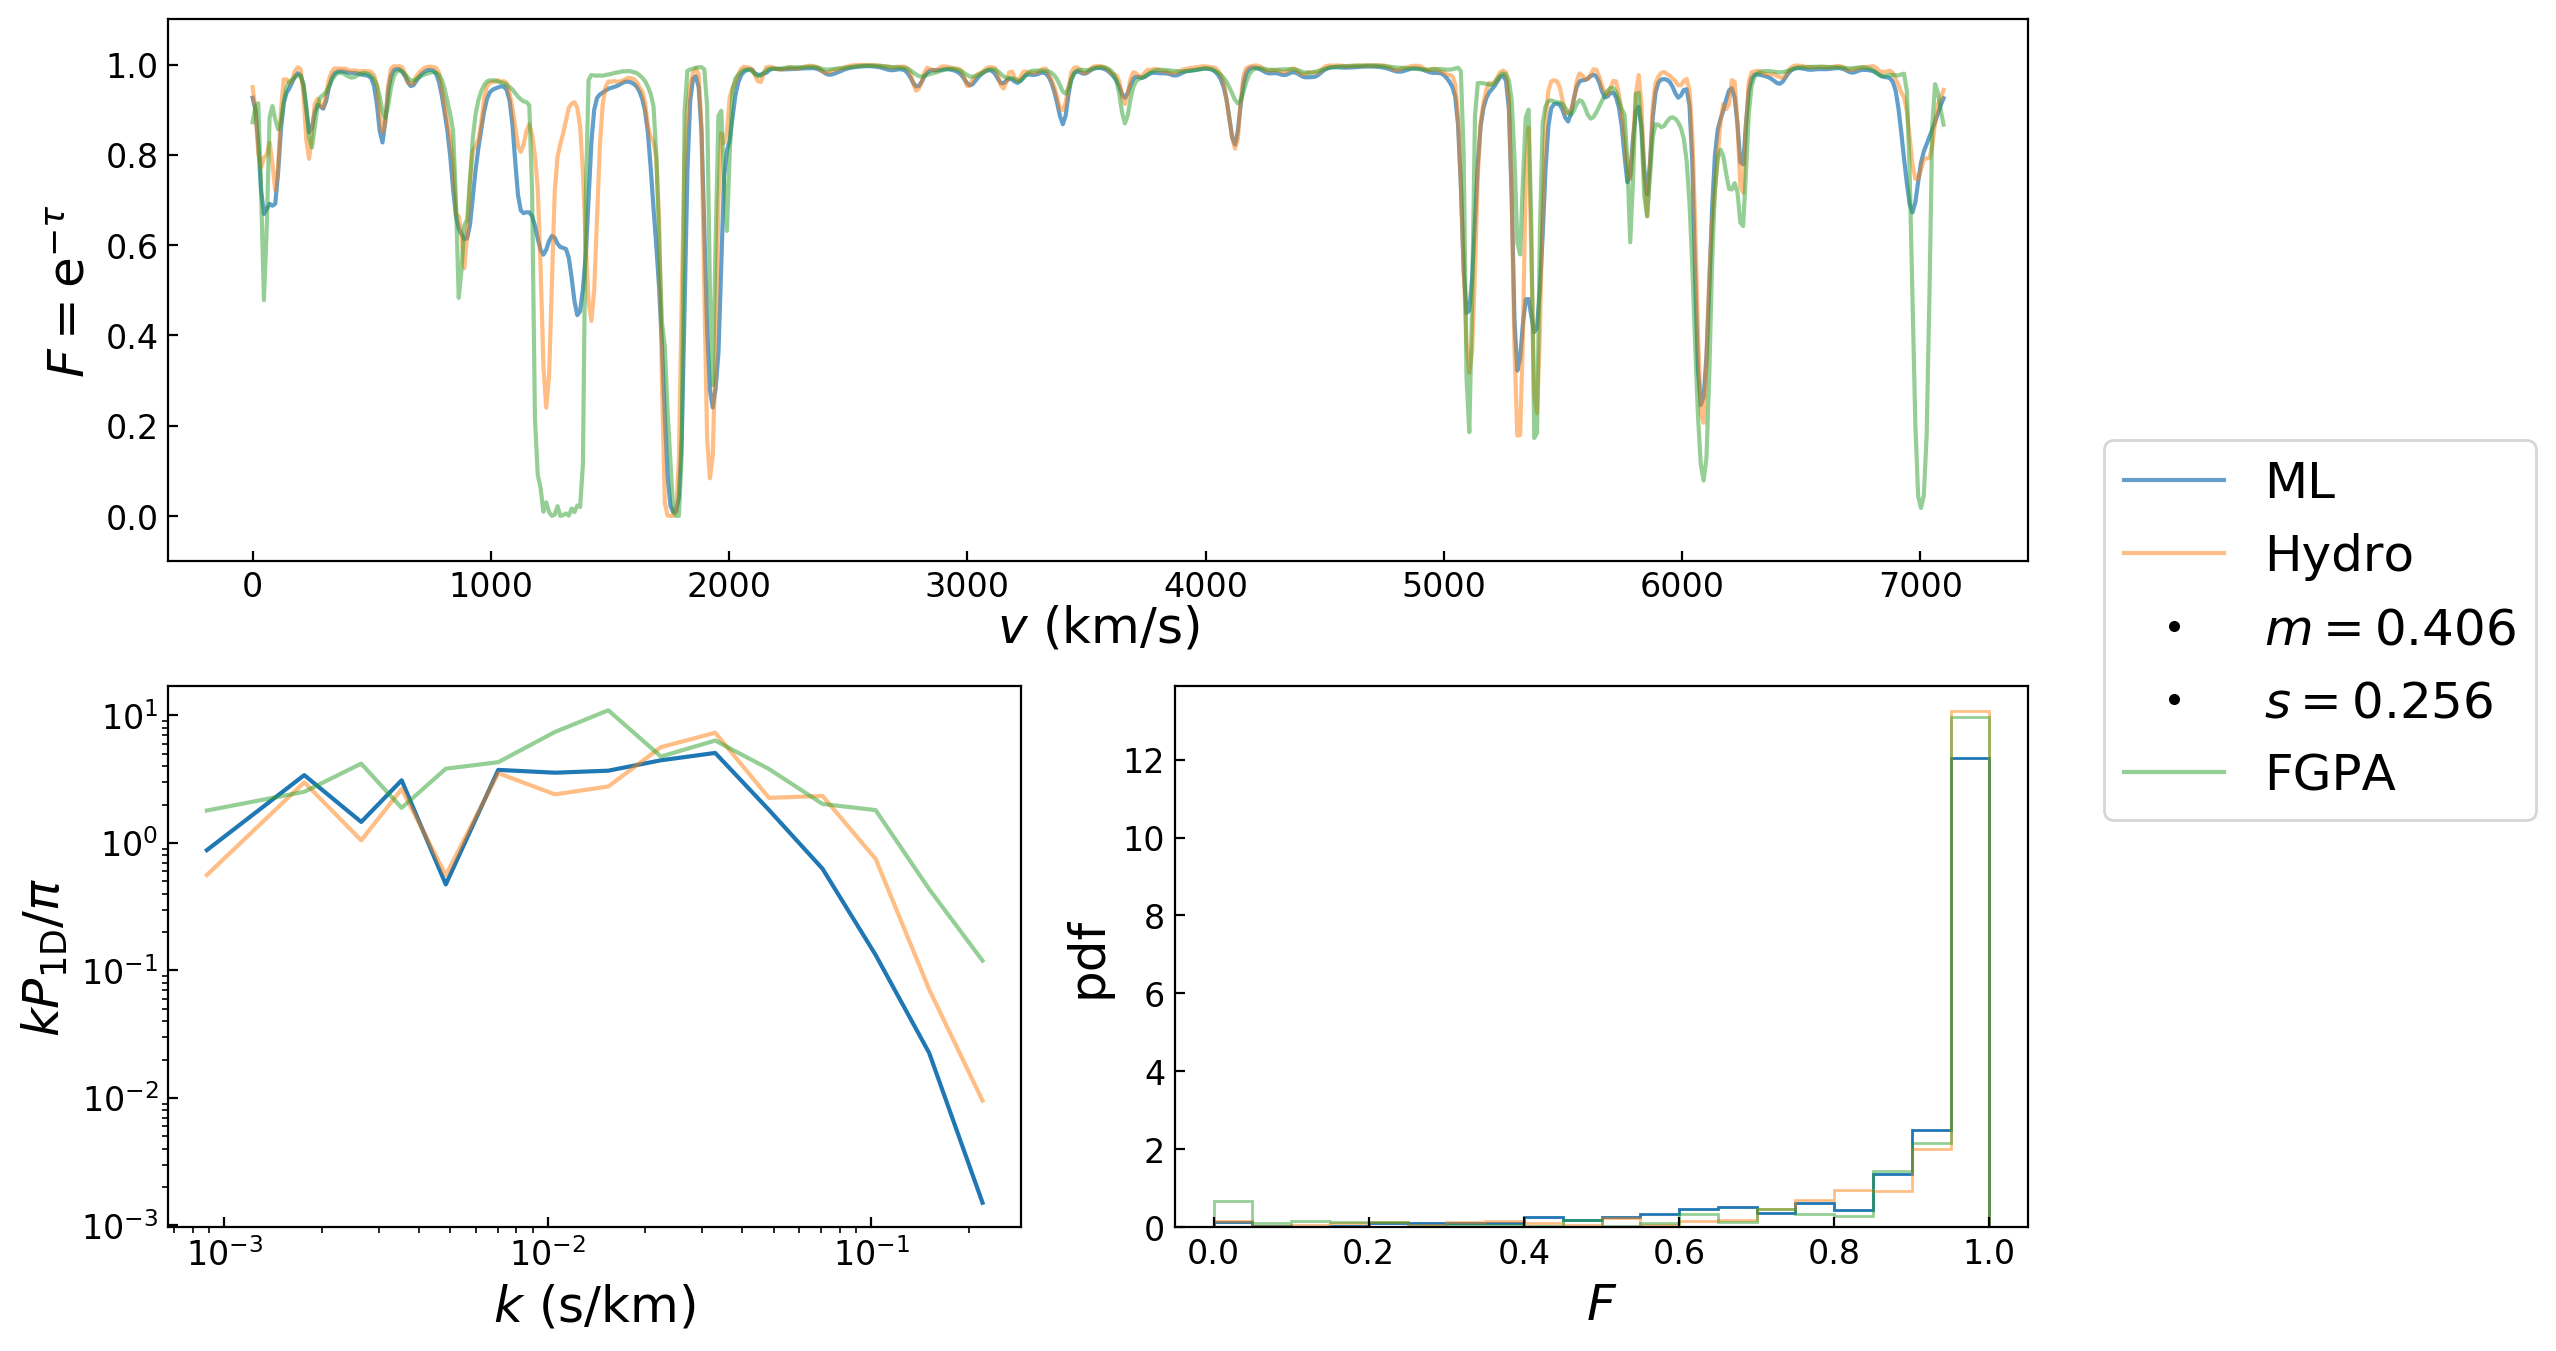 F = e^{−τ}
1.0
0.8
0.6
0.4
0.2
0.0
0 1000 2000 3000 4000 5000 6000 7000
v (km/s)
ML
Hydro
m = 0.406
s = 0.256
FGPA
kP_{1D}/π
10^1
10^0
10^{−1}
10^{−2}
10^{−3}
10^{−3} 10^{−2} 10^{−1}
k (s/km)
pdf
12
10
8
6
4
2
0
0.0 0.2 0.4 0.6 0.8 1.0
F